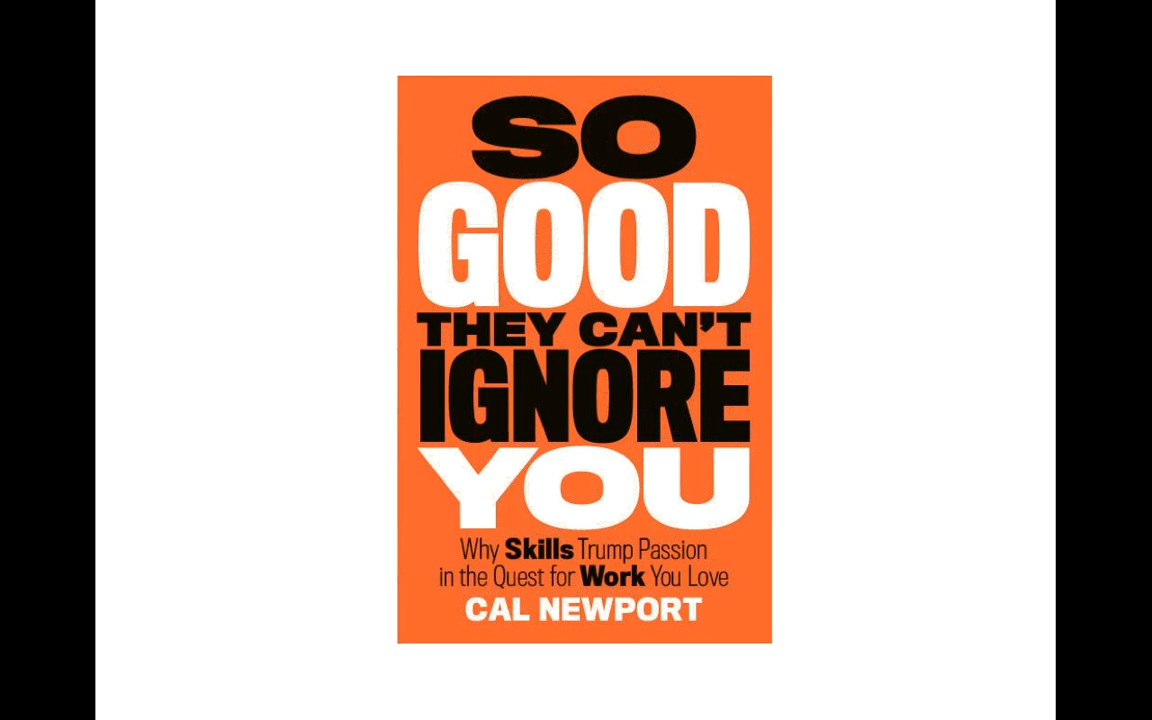 SO
GOOD
THEY CAN'T
IGNORE
YOU
Why Skills Trump Passion
in the Quest for Work You Love
CAL NEWPORT